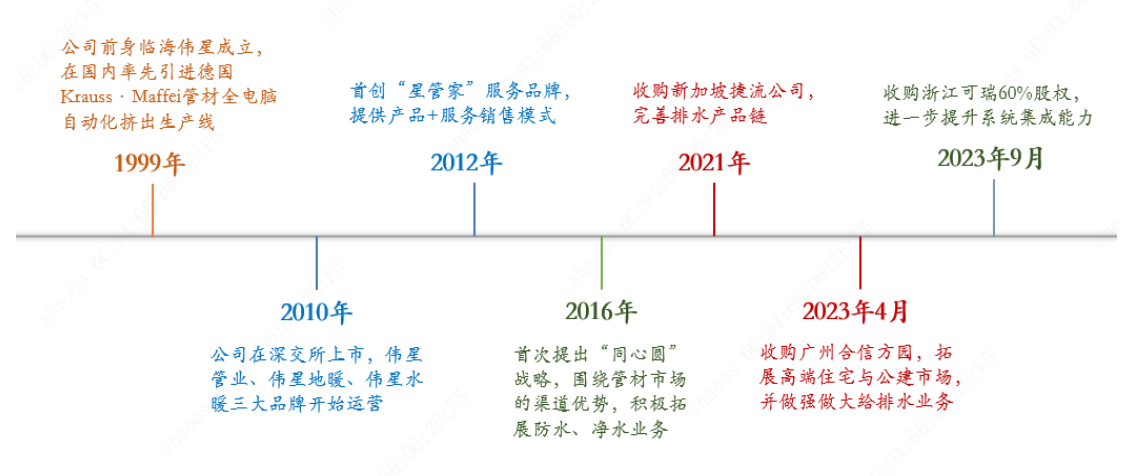 公司前身临海伟星成立，
在国内率先引进德国
Krauss · Maffei管材全电脑
自动化挤出生产线
1999年
首创“星管家”服务品牌，
提供产品+服务销售模式
2012年
收购新加坡捷流公司，
完善排水产品链
2021年
收购浙江可瑞60%股权，
进一步提升系统集成能力
2023年9月
2010年
公司在深交所上市，伟星
管业、伟星地暖、伟星水
暖三大品牌开始运营
2016年
首次提出“同心圆”
战略，围绕管材市场
的渠道优势，积极拓
展防水、净水业务
2023年4月
收购广州合信方园，拓
展高端住宅与公建市场，
并做强做大给排水业务